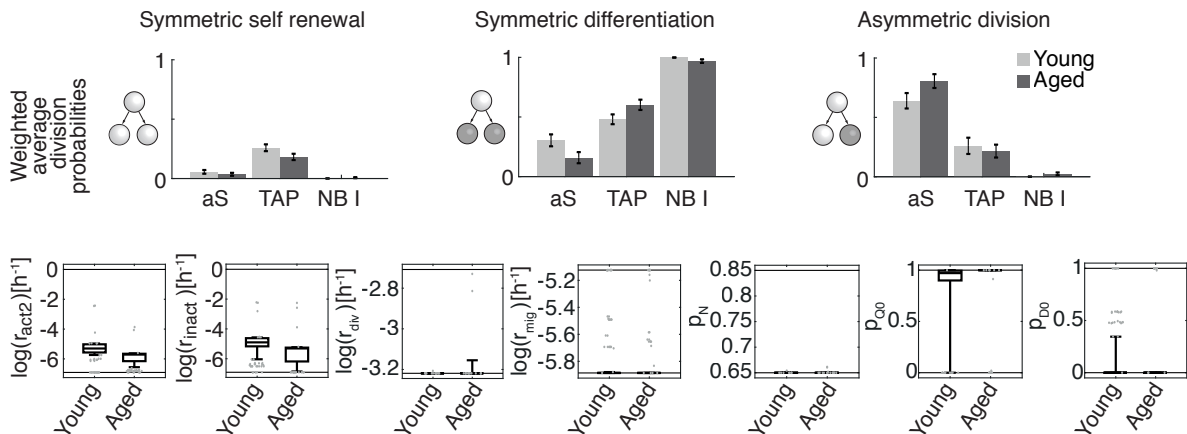 Symmetric self renewal
Symmetric differentiation
Asymmetric division
Weighted
average
division
probabilities
1
0
aS TAP NB I
1
0
aS TAP NB I
1
0
aS TAP NB I
Young
Aged
log(r_act2)[h⁻¹]
0
-2
-4
-6
Young
Aged
log(r_inact)[h⁻¹]
0
-2
-4
-6
Young
Aged
log(r_div)[h⁻¹]
-2.8
-3
-3.2
Young
Aged
log(r_mig)[h⁻¹]
-5.2
-5.4
-5.6
-5.8
Young
Aged
p_N
0.85
0.80
0.75
0.70
0.65
Young
Aged
p_Q0
1
0.5
0
Young
Aged
p_D0
1
0.5
0
Young
Aged